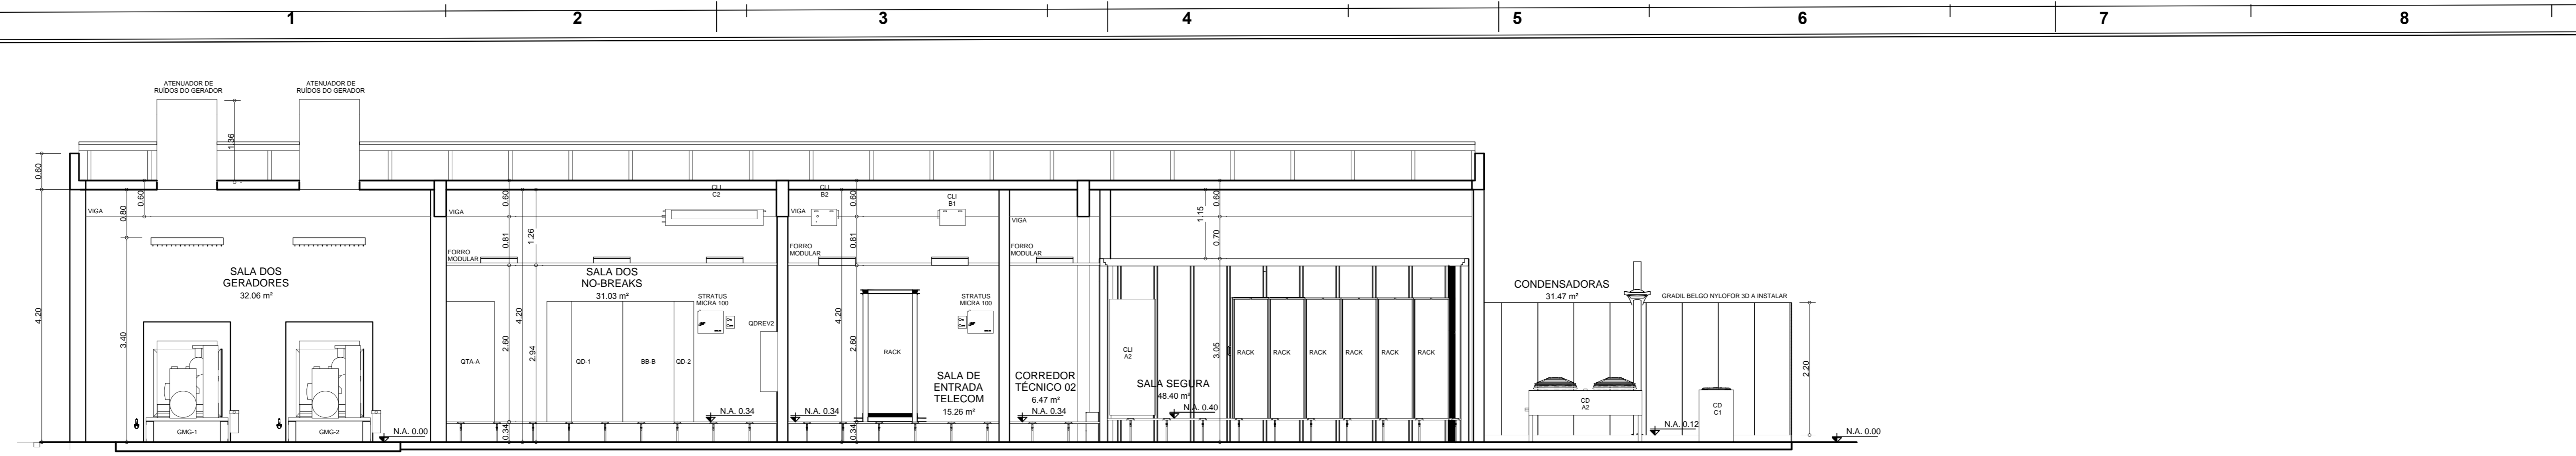 1
2
3
4
5
6
7
8
ATENUADOR DE
RUÍDOS DO GERADOR
ATENUADOR DE
RUÍDOS DO GERADOR
1.36
0.60
0.60
0.80
VIGA
3.40
4.20
SALA DOS
GERADORES
32.06 m²
GMG-1
GMG-2
N.A. 0.00
VIGA
0.60
0.81
1.26
FORRO
MODULAR
SALA DOS
NO-BREAKS
31.03 m²
CLI
C2
STRATUS
MICRA 100
QDREV2
4.20
2.60
2.94
QTA-A
QD-1
BB-B
QD-2
N.A. 0.34
0.34
VIGA
CLI
B2
0.60
CLI
B1
FORRO
MODULAR
0.81
4.20
2.60
RACK
STRATUS
MICRA 100
SALA DE
ENTRADA
TELECOM
15.26 m²
N.A. 0.34
0.34
VIGA
FORRO
MODULAR
CORREDOR
TÉCNICO 02
6.47 m²
N.A. 0.34
1.15
0.60
0.70
3.05
CLI
A2
SALA SEGURA
48.40 m²
N.A. 0.40
RACK
RACK
RACK
RACK
RACK
RACK
CONDENSADORAS
31.47 m²
GRADIL BELGO NYLOFOR 3D A INSTALAR
CD
A2
CD
C1
N.A. 0.12
2.20
N.A. 0.00